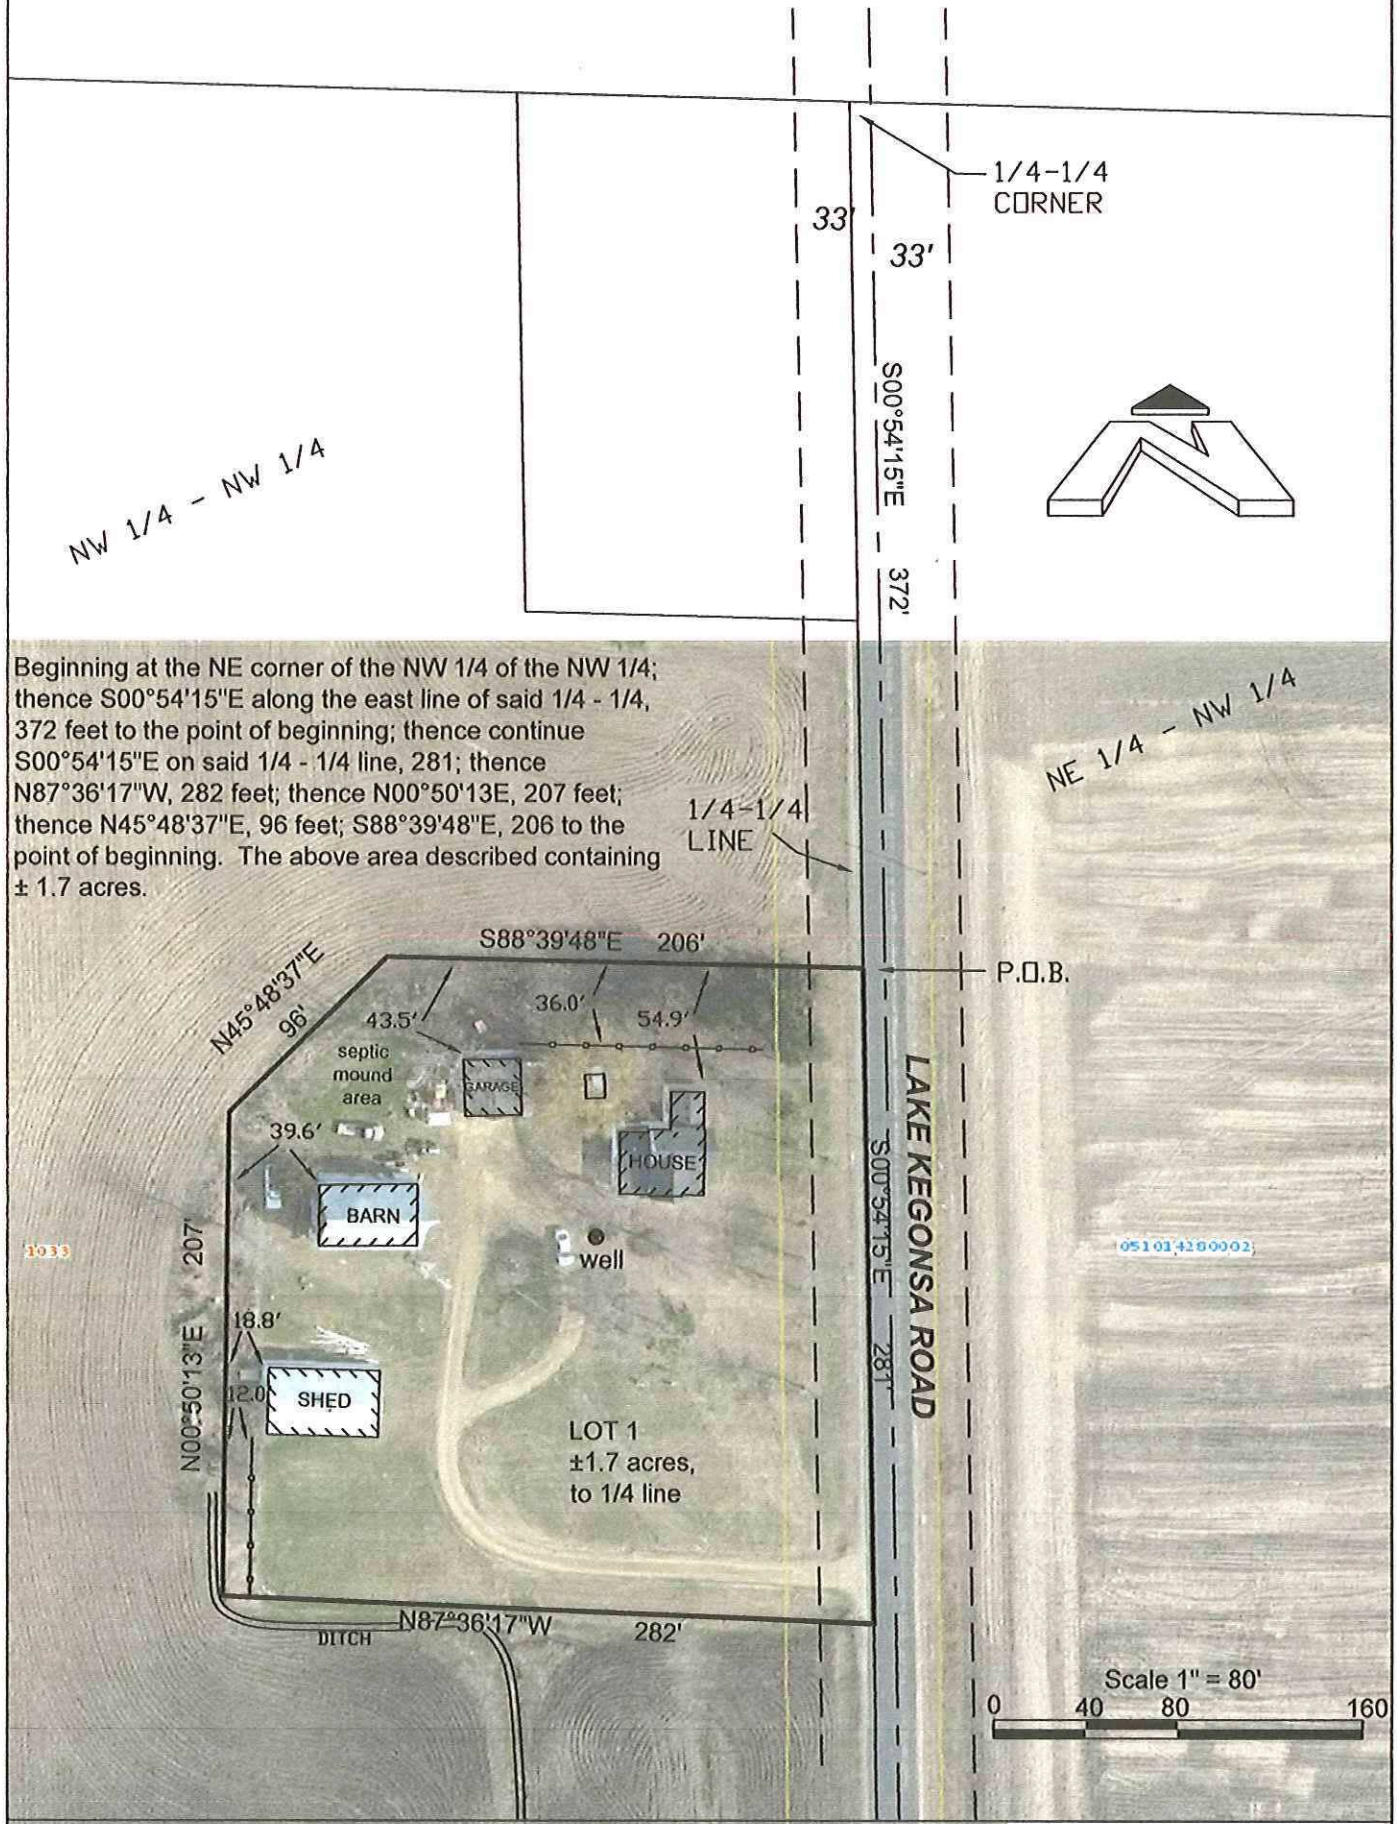 1/4-1/4
CORNER
33'
33'
S00°54'15"E 372'
NW 1/4 - NW 1/4
Beginning at the NE corner of the NW 1/4 of the NW 1/4;
thence S00°54'15"E along the east line of said 1/4 - 1/4,
372 feet to the point of beginning; thence continue
S00°54'15"E on said 1/4 - 1/4 line, 281; thence
N87°36'17"W, 282 feet; thence N00°50'13E, 207 feet;
thence N45°48'37"E, 96 feet; S88°39'48"E, 206 to the
point of beginning. The above area described containing
± 1.7 acres.
NE 1/4 - NW 1/4
1/4-1/4
LINE
S88°39'48"E 206'
P.O.B.
N45°48'37"E
96'
43.5'
36.0'
54.9'
septic
mound
area
GARAGE
39.6'
HOUSE
BARN
well
LAKE KEGONSA ROAD
S00°54'15"E 281'
1033
051014280002
N00°50'13"E 207'
18.8'
12.0'
SHED
LOT 1
±1.7 acres,
to 1/4 line
N87°36'17"W 282'
DITCH
Scale 1" = 80'
0 40 80 160